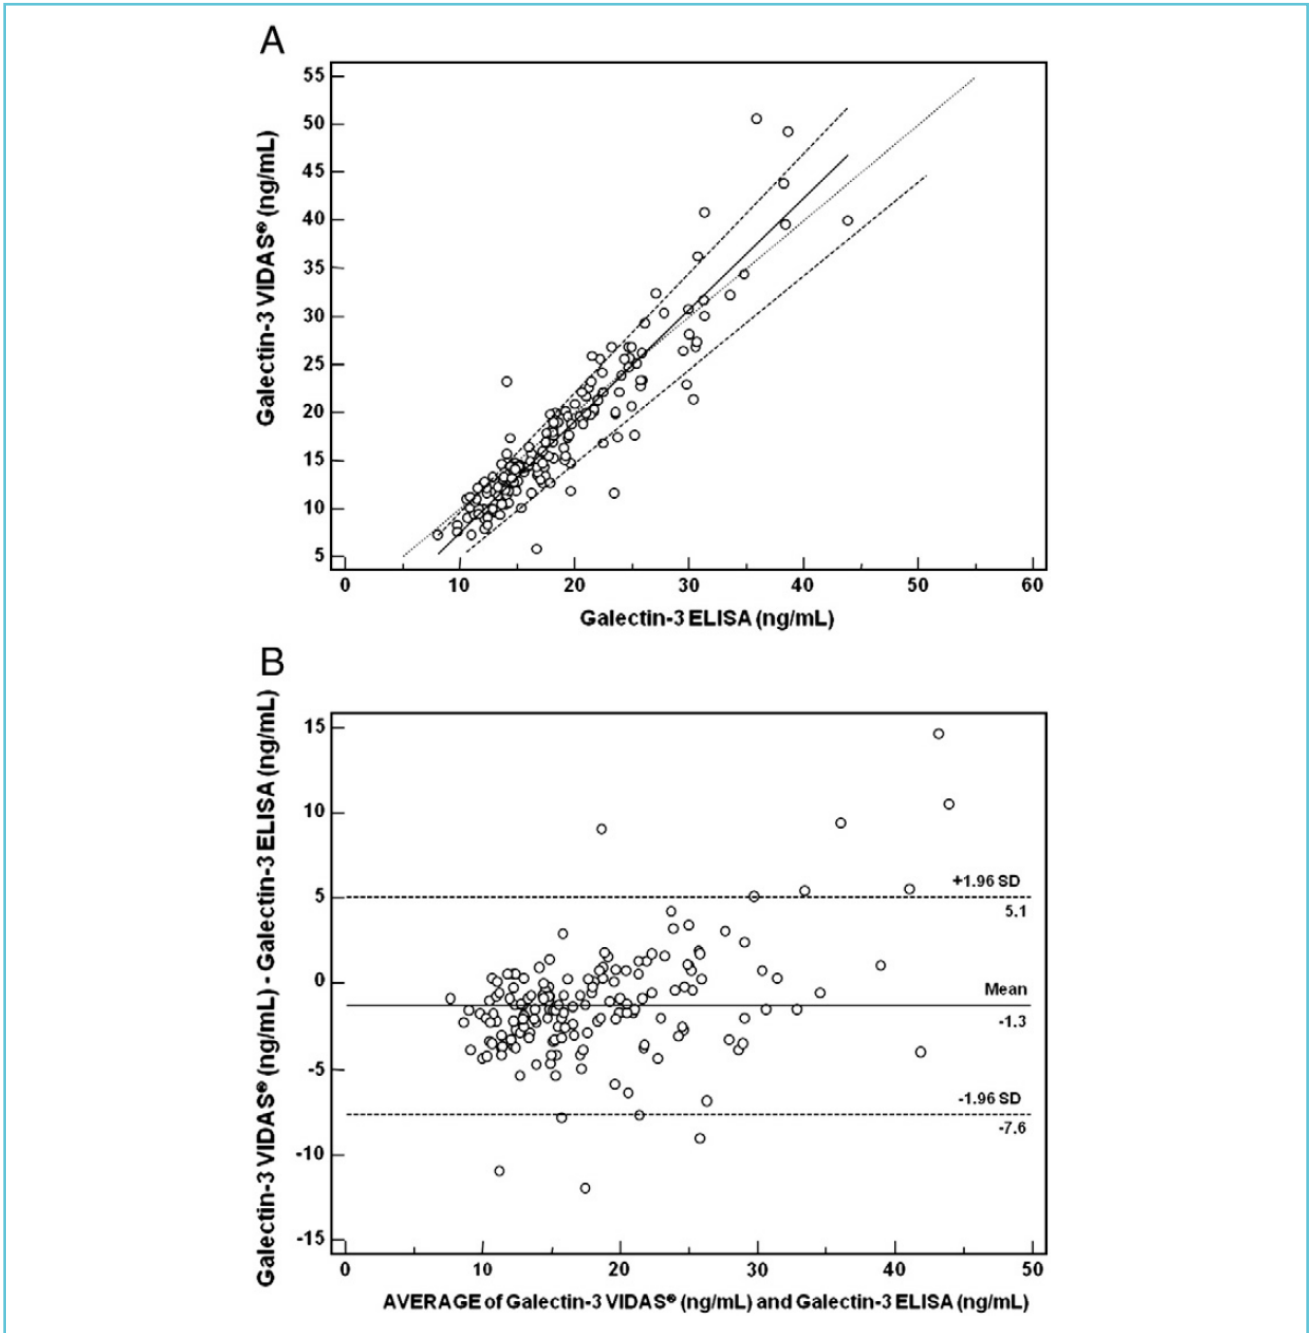 A
Galectin-3 VIDAS® (ng/mL)
55
50
45
40
35
30
25
20
15
10
5
0 10 20 30 40 50 60
Galectin-3 ELISA (ng/mL)
B
Galectin-3 VIDAS® (ng/mL) - Galectin-3 ELISA (ng/mL)
15
10
5
0
-5
-10
-15
+1.96 SD
5.1
Mean
-1.3
-1.96 SD
-7.6
0 10 20 30 40 50
AVERAGE of Galectin-3 VIDAS® (ng/mL) and Galectin-3 ELISA (ng/mL)